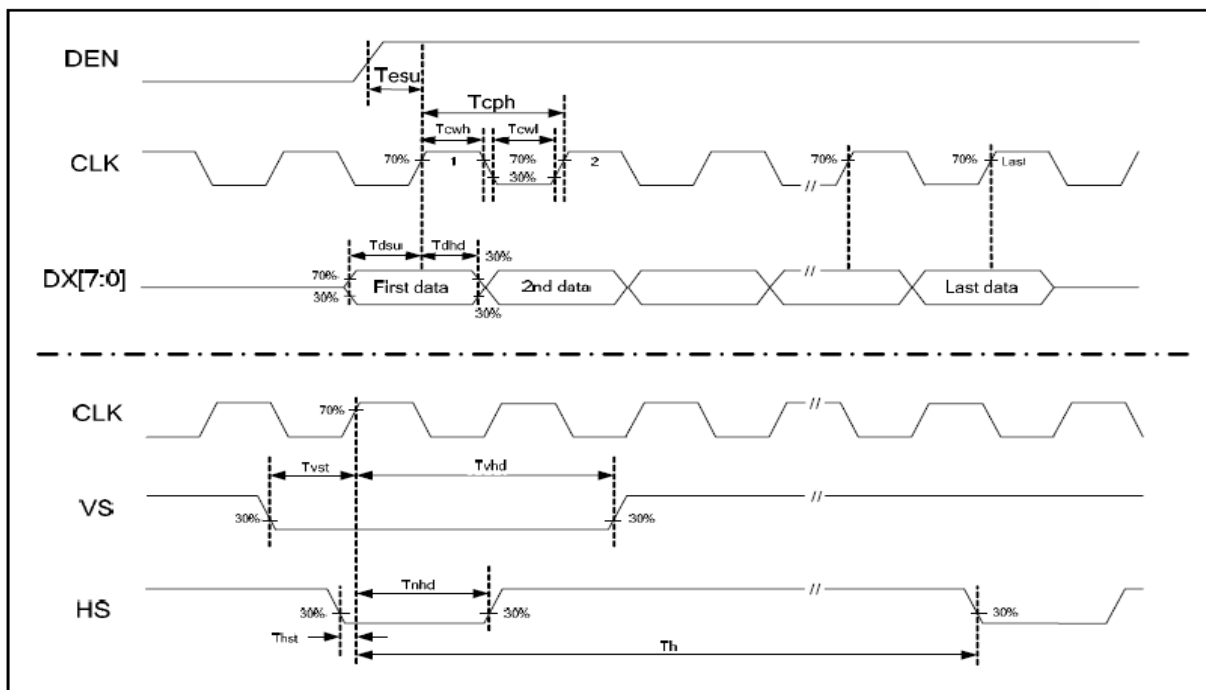 DEN
Tesu
Tcph
Tcwh Tcwl
CLK 70% 1 70% 2 70% 70% Last
30% //
Tdsu Tdhd
30%
70% //
DX[7:0] First data 2nd data Last data
30%
30%
CLK 70% //
Tvst Tvhd
VS //
30% 30%
Tnhd
HS 30% 30% // 30%
Thst
Th